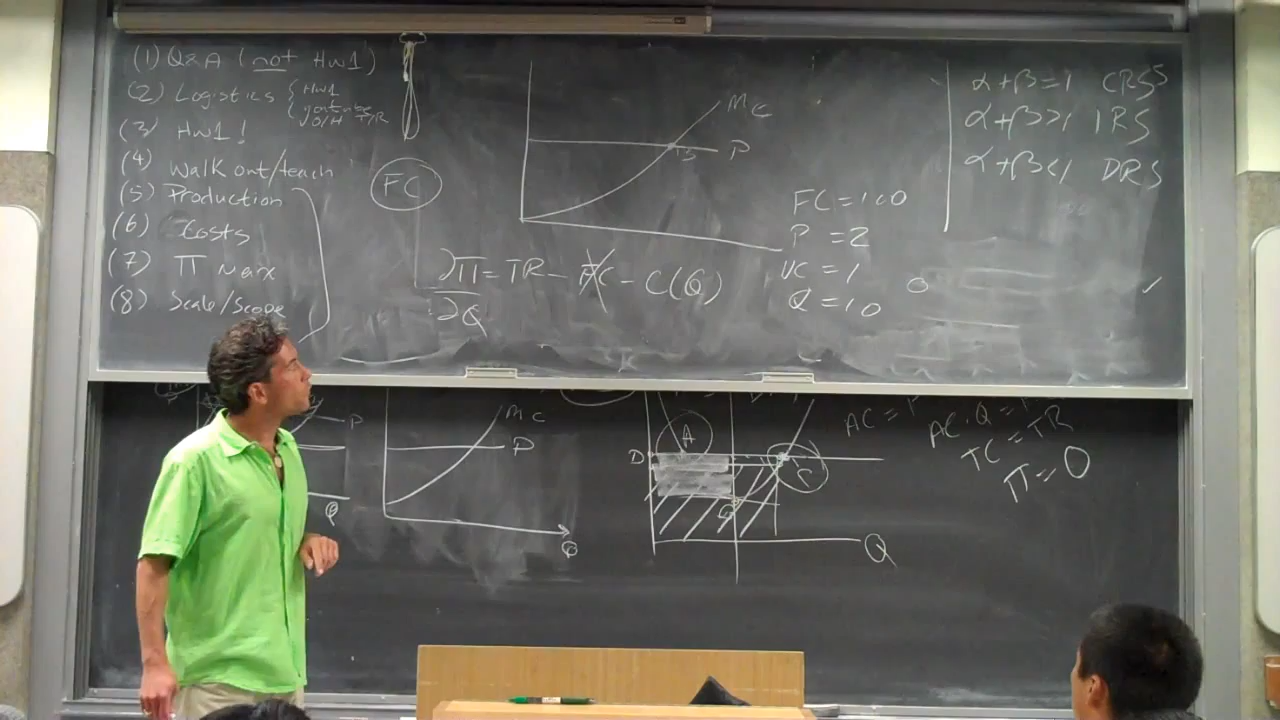 (1) Q&A (not HW1)
(2) Logistics { HW1
youtube
O/H T/R
(3) HW1!
(4) Walk out/teach
(5) Production
(6) Costs
(7) π Max
(8) Scale/Scope
FC
MC
P
∂π = TR - FC - C(Q)
∂Q
FC = 100
P = 2
VC = 1
Q = 10
0
α+β=1 CRS
α+β>1 IRS
α+β<1 DRS
P
Q
MC
P
Q
A
D
Q
AC = P
AC·Q =
TC = TR
π = 0